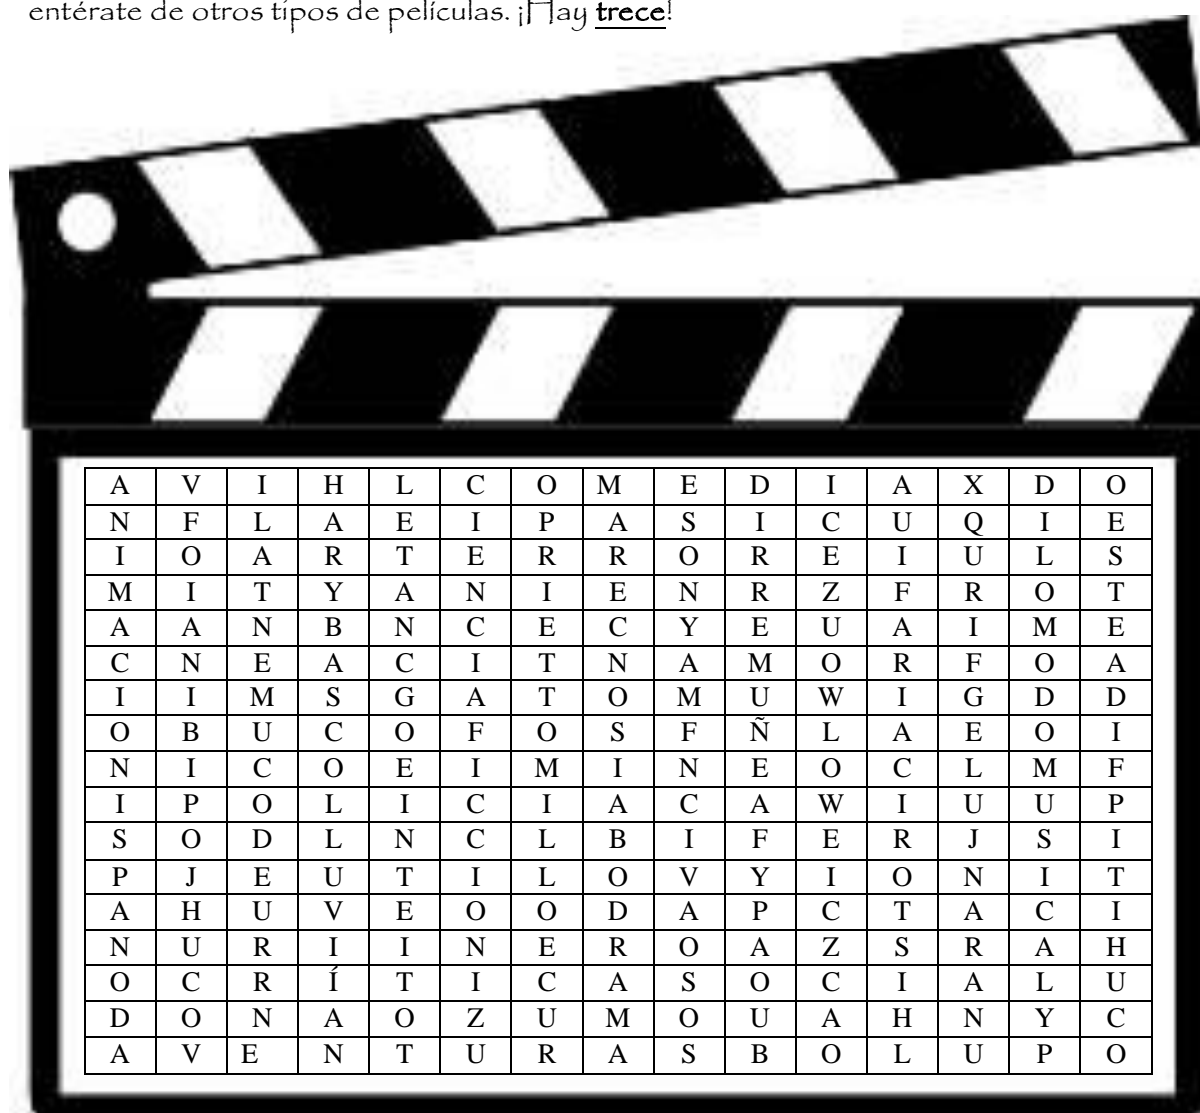 entérate de otros tipos de películas. ¡Hay trece!
A V I H L C O M E D I A X D O
N F L A E I P A S I C U Q I E
I O A R T E R R O R E I U L S
M I T Y A N I E N R Z F R O T
A A N B N C E C Y E U A I M E
C N E A C I T N A M O R F O A
I I M S G A T O M U W I G D D
O B U C O F O S F Ñ L A E O I
N I C O E I M I N E O C L M F
I P O L I C I A C A W I U U P
S O D L N C L B I F E R J S I
P J E U T I L O V Y I O N I T
A H U V E O O D A P C T A C I
N U R I I N E R O A Z S R A H
O C R Í T I C A S O C I A L U
D O N A O Z U M O U A H N Y C
A V E N T U R A S B O L U P O